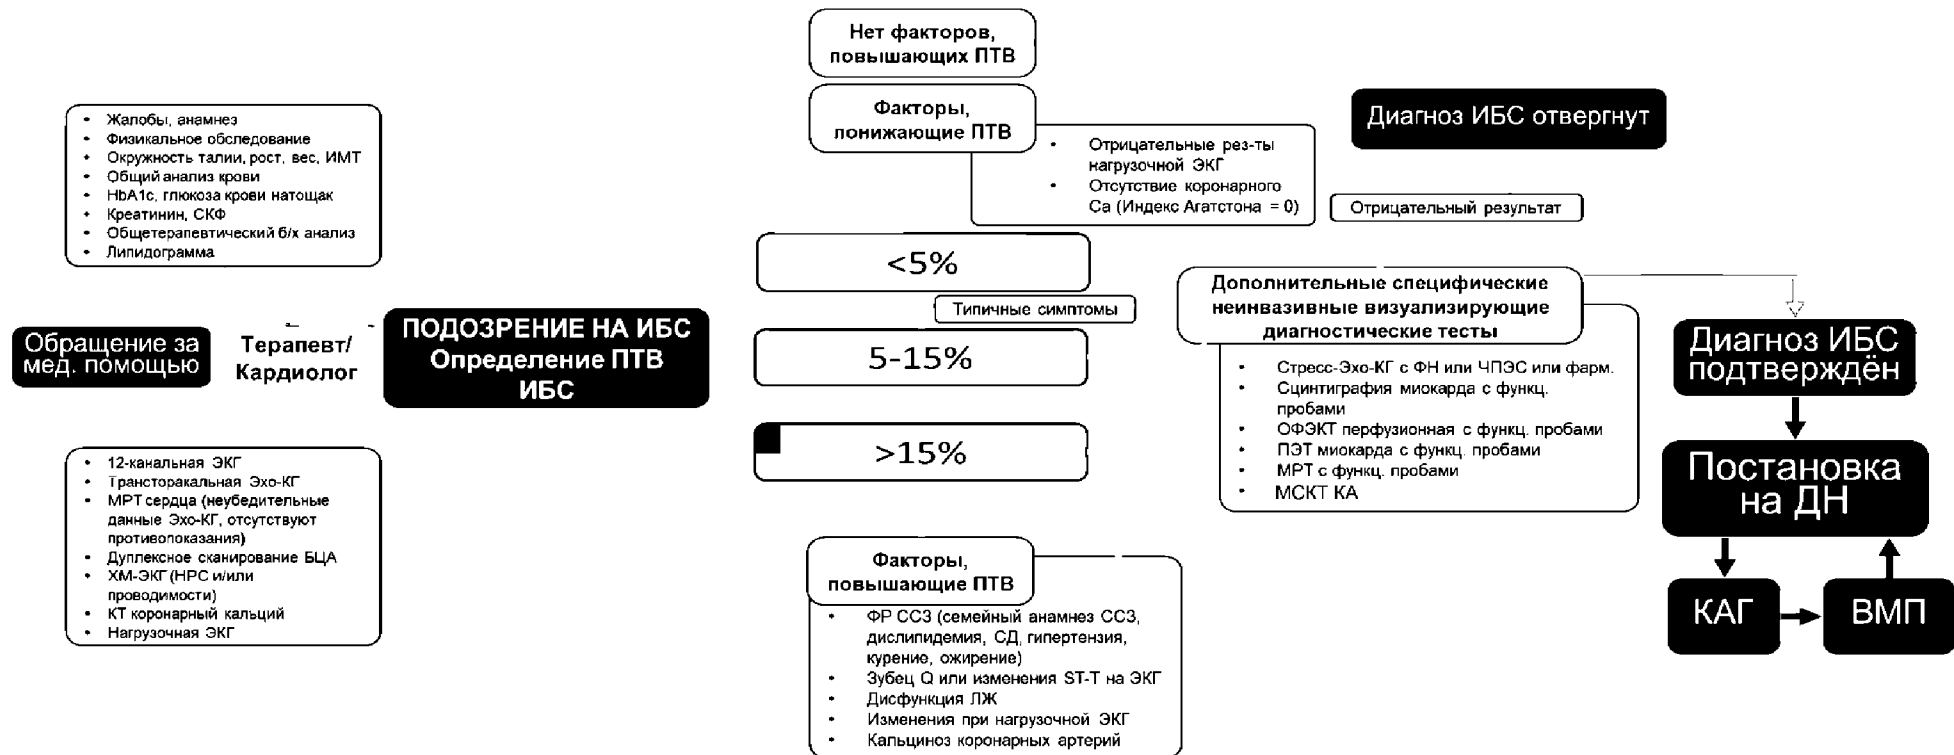 Обращение за
мед. помощью
Терапевт/
Кардиолог
• Жалобы, анамнез
• Физикальное обследование
• Окружность талии, рост, вес, ИМТ
• Общий анализ крови
• HbA1c, глюкоза крови натощак
• Креатинин, СКФ
• Общетерапевтический б/х анализ
• Липидограмма
• 12-канальная ЭКГ
• Трансторакальная Эхо-КГ
• МРТ сердца (неубедительные
данные Эхо-КГ, отсутствуют
противопоказания)
• Дуплексное сканирование БЦА
• ХМ-ЭКГ (НРС и/или
проводимости)
• КТ коронарный кальций
• Нагрузочная ЭКГ
ПОДОЗРЕНИЕ НА ИБС
Определение ПТВ
ИБС
Нет факторов,
повышающих ПТВ
Факторы,
понижающие ПТВ
• Отрицательные рез-ты
нагрузочной ЭКГ
• Отсутствие коронарного
Са (Индекс Агатстона = 0)
<5%
Типичные симптомы
5-15%
>15%
Факторы,
повышающие ПТВ
• ФР ССЗ (семейный анамнез ССЗ,
дислипидемия, СД, гипертензия,
курение, ожирение)
• Зубец Q или изменения ST-T на ЭКГ
• Дисфункция ЛЖ
• Изменения при нагрузочной ЭКГ
• Кальциноз коронарных артерий
Диагноз ИБС отвергнут
Отрицательный результат
Дополнительные специфические
неинвазивные визуализирующие
диагностические тесты
• Стресс-Эхо-КГ с ФН или ЧПЭС или фарм.
• Сцинтиграфия миокарда с функц.
пробами
• ОФЭКТ перфузионная с функц. пробами
• ПЭТ миокарда с функц. пробами
• МРТ с функц. пробами
• МСКТ КА
Диагноз ИБС
подтверждён
Постановка
на ДН
КАГ
ВМП